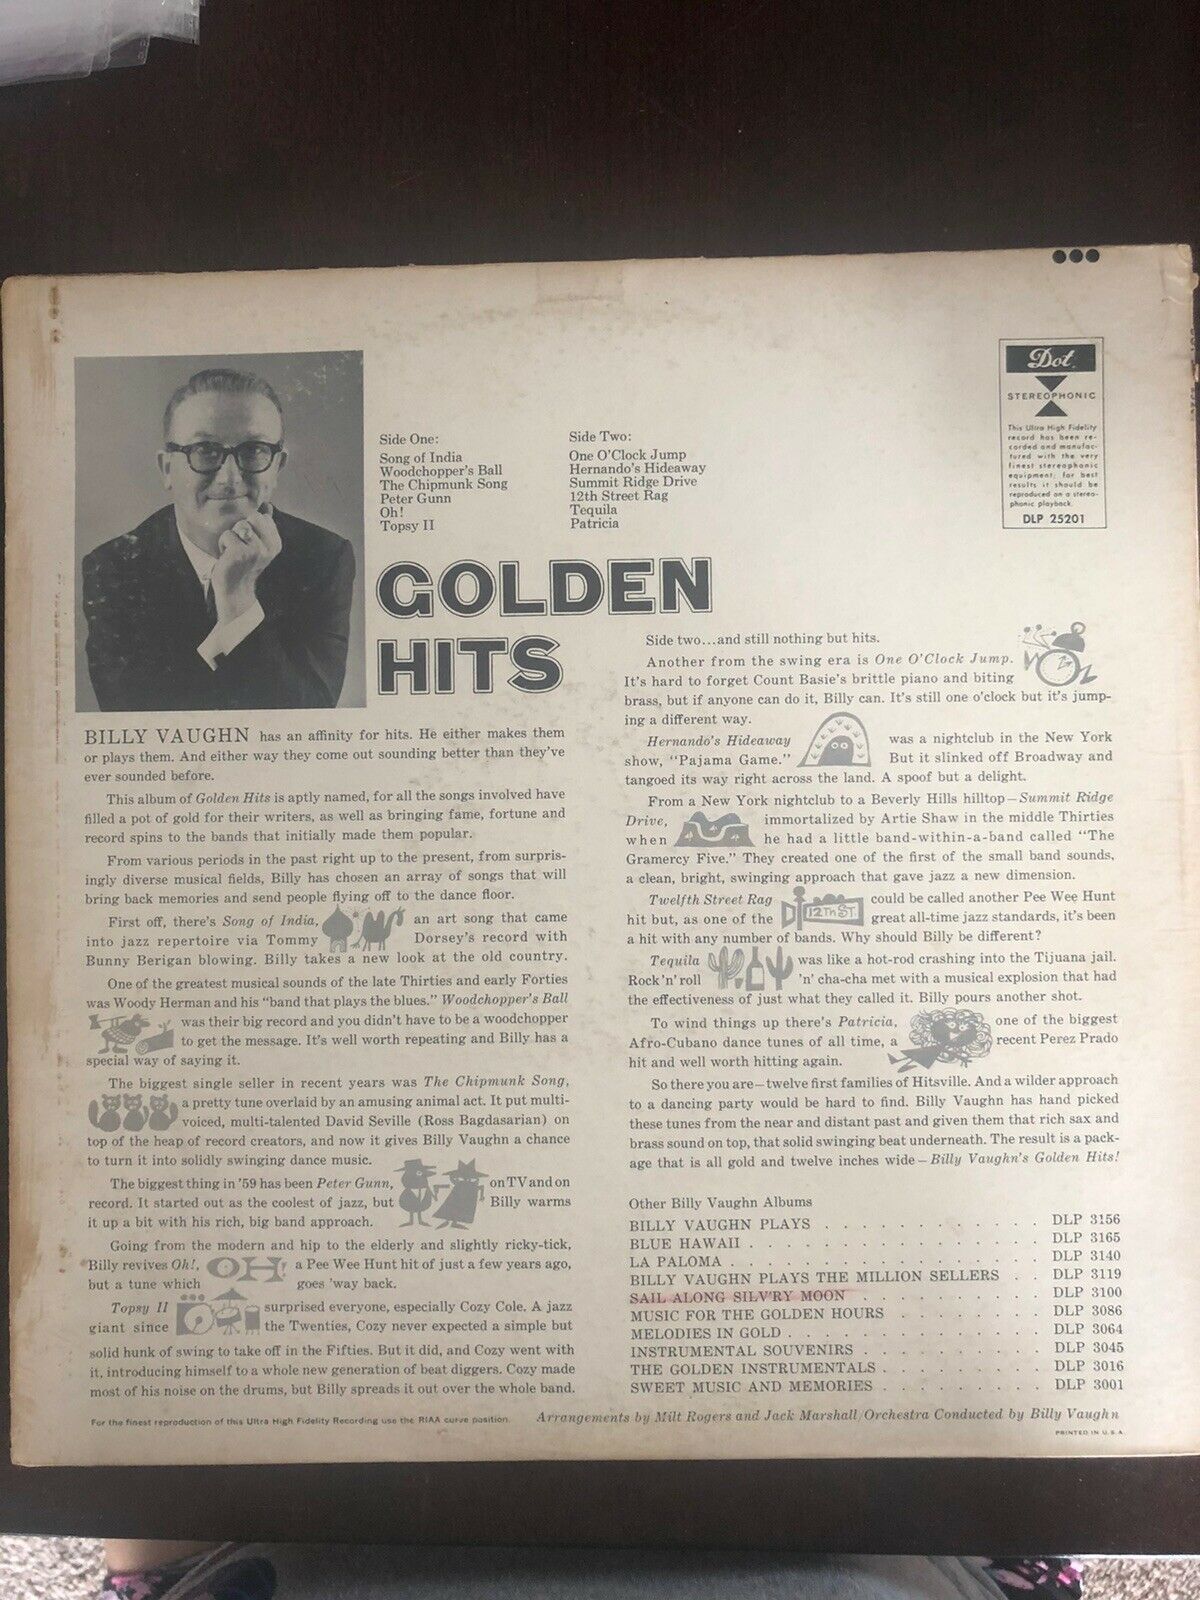 Dot
STEREOPHONIC
This Ultra High Fidelity
record has been re-
corded and manufac-
tured with the very
finest stereophonic
equipment; for best
results it should be
reproduced on a stereo-
phonic playback.
DLP 25201
Side One:
Song of India
Woodchopper's Ball
The Chipmunk Song
Peter Gunn
Oh!
Topsy II
Side Two:
One O'Clock Jump
Hernando's Hideaway
Summit Ridge Drive
12th Street Rag
Tequila
Patricia
GOLDEN
HITS
BILLY VAUGHN has an affinity for hits. He either makes them
or plays them. And either way they come out sounding better than they've
ever sounded before.
This album of Golden Hits is aptly named, for all the songs involved have
filled a pot of gold for their writers, as well as bringing fame, fortune and
record spins to the bands that initially made them popular.
From various periods in the past right up to the present, from surpris-
ingly diverse musical fields, Billy has chosen an array of songs that will
bring back memories and send people flying off to the dance floor.
First off, there's Song of India, an art song that came
into jazz repertoire via Tommy Dorsey's record with
Bunny Berigan blowing. Billy takes a new look at the old country.
One of the greatest musical sounds of the late Thirties and early Forties
was Woody Herman and his "band that plays the blues." Woodchopper's Ball
was their big record and you didn't have to be a woodchopper
to get the message. It's well worth repeating and Billy has a
special way of saying it.
The biggest single seller in recent years was The Chipmunk Song,
a pretty tune overlaid by an amusing animal act. It put multi-
voiced, multi-talented David Seville (Ross Bagdasarian) on
top of the heap of record creators, and now it gives Billy Vaughn a chance
to turn it into solidly swinging dance music.
The biggest thing in '59 has been Peter Gunn, on TV and on
record. It started out as the coolest of jazz, but Billy warms
it up a bit with his rich, big band approach.
Going from the modern and hip to the elderly and slightly ricky-tick,
Billy revives Oh!, OH! a Pee Wee Hunt hit of just a few years ago,
but a tune which goes 'way back.
Topsy II surprised everyone, especially Cozy Cole. A jazz
giant since the Twenties, Cozy never expected a simple but
solid hunk of swing to take off in the Fifties. But it did, and Cozy went with
it, introducing himself to a whole new generation of beat diggers. Cozy made
most of his noise on the drums, but Billy spreads it out over the whole band.
Side two...and still nothing but hits.
Another from the swing era is One O'Clock Jump.
It's hard to forget Count Basie's brittle piano and biting
brass, but if anyone can do it, Billy can. It's still one o'clock but it's jump-
ing a different way.
Hernando's Hideaway was a nightclub in the New York
show, "Pajama Game." But it slinked off Broadway and
tangoed its way right across the land. A spoof but a delight.
From a New York nightclub to a Beverly Hills hilltop—Summit Ridge
Drive, immortalized by Artie Shaw in the middle Thirties
when he had a little band-within-a-band called "The
Gramercy Five." They created one of the first of the small band sounds,
a clean, bright, swinging approach that gave jazz a new dimension.
Twelfth Street Rag could be called another Pee Wee Hunt
hit but, as one of the 12TH ST. great all-time jazz standards, it's been
a hit with any number of bands. Why should Billy be different?
Tequila was like a hot-rod crashing into the Tijuana jail.
Rock 'n' roll 'n' cha-cha met with a musical explosion that had
the effectiveness of just what they called it. Billy pours another shot.
To wind things up there's Patricia, one of the biggest
Afro-Cubano dance tunes of all time, a recent Perez Prado
hit and well worth hitting again.
So there you are—twelve first families of Hitsville. And a wilder approach
to a dancing party would be hard to find. Billy Vaughn has hand picked
these tunes from the near and distant past and given them that rich sax and
brass sound on top, that solid swinging beat underneath. The result is a pack-
age that is all gold and twelve inches wide—Billy Vaughn's Golden Hits!
Other Billy Vaughn Albums
BILLY VAUGHN PLAYS . . . . . . . . . . . . DLP 3156
BLUE HAWAII . . . . . . . . . . . . . . . . DLP 3165
LA PALOMA . . . . . . . . . . . . . . . . . DLP 3140
BILLY VAUGHN PLAYS THE MILLION SELLERS . . DLP 3119
SAIL ALONG SILV'RY MOON . . . . . . . . . . DLP 3100
MUSIC FOR THE GOLDEN HOURS . . . . . . . . DLP 3086
MELODIES IN GOLD . . . . . . . . . . . . . . DLP 3064
INSTRUMENTAL SOUVENIRS . . . . . . . . . . DLP 3045
THE GOLDEN INSTRUMENTALS . . . . . . . . . DLP 3016
SWEET MUSIC AND MEMORIES . . . . . . . . . DLP 3001
For the finest reproduction of this Ultra High Fidelity Recording use the RIAA curve position.
Arrangements by Milt Rogers and Jack Marshall/Orchestra Conducted by Billy Vaughn
PRINTED IN U.S.A.